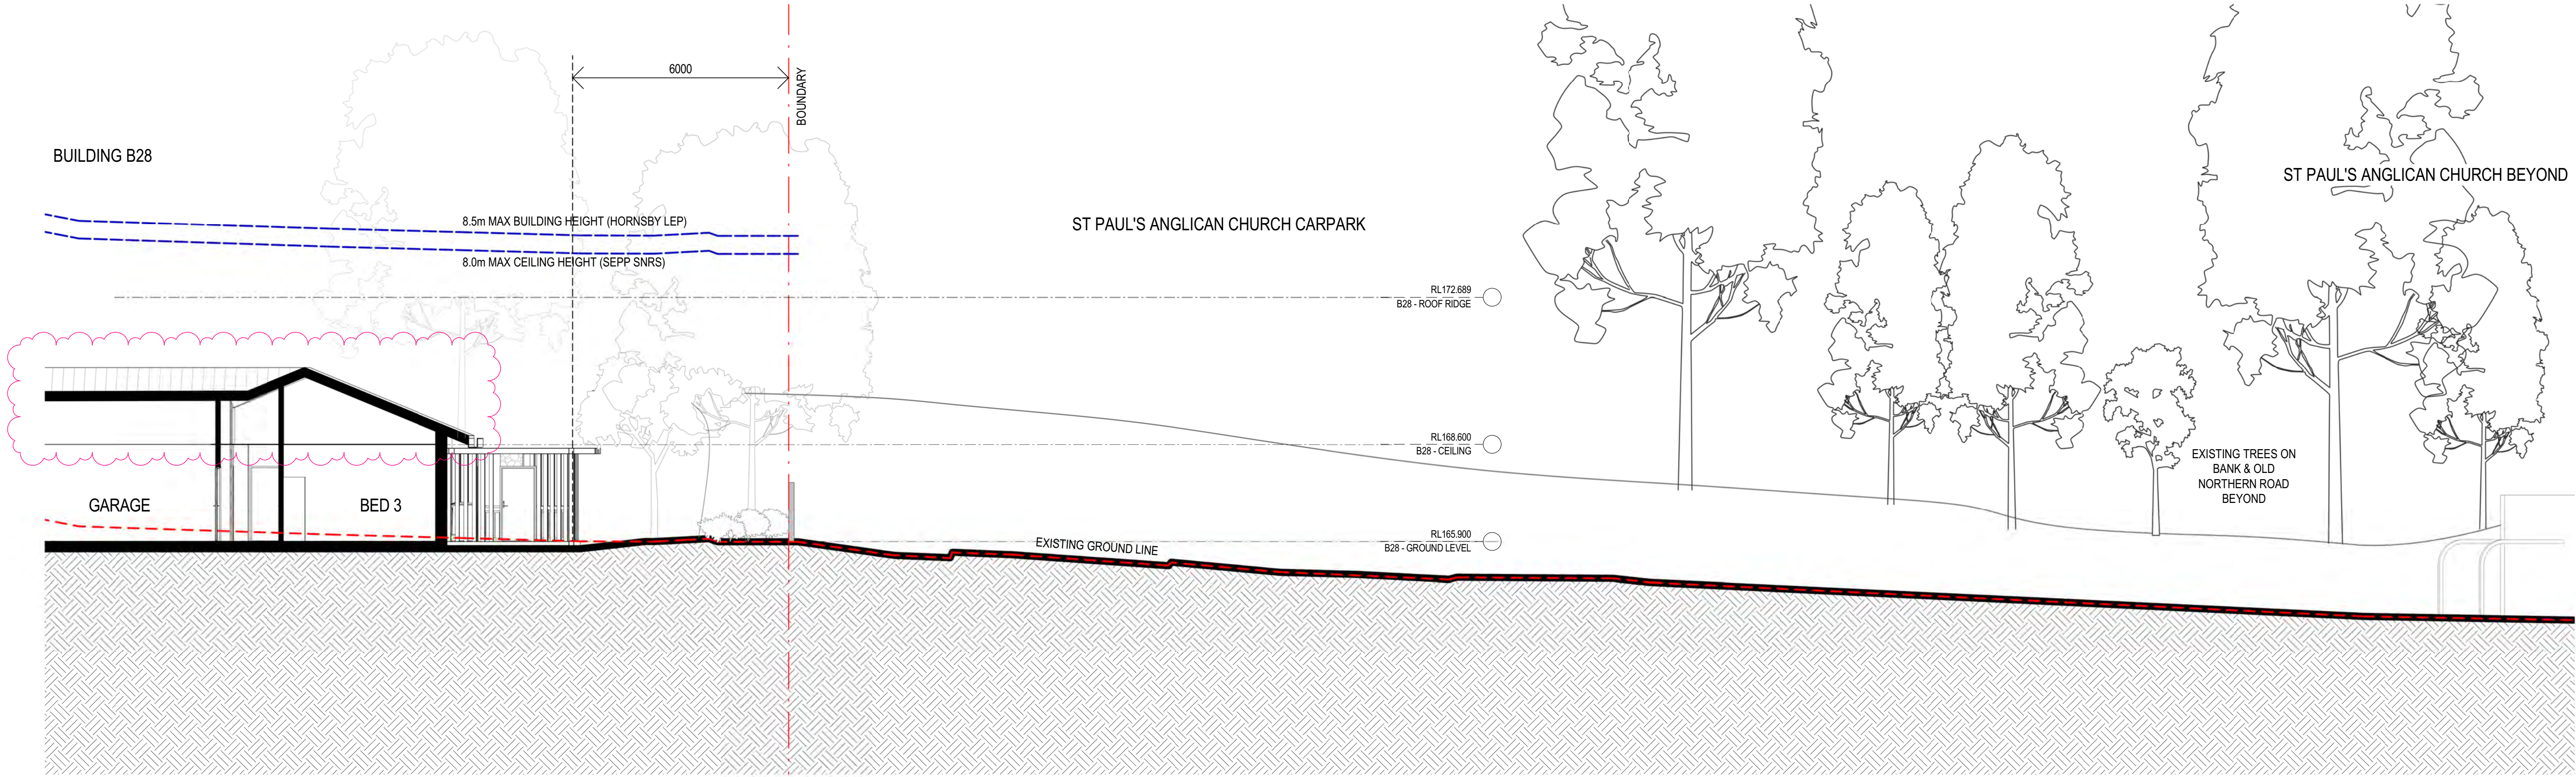 6000
BOUNDARY
BUILDING B28
8.5m MAX BUILDING HEIGHT (HORNSBY LEP)
8.0m MAX CEILING HEIGHT (SEPP SNRS)
ST PAUL'S ANGLICAN CHURCH CARPARK
ST PAUL'S ANGLICAN CHURCH BEYOND
RL172.689
B28 - ROOF RIDGE
RL168.600
B28 - CEILING
EXISTING TREES ON
BANK & OLD
NORTHERN ROAD
BEYOND
GARAGE
BED 3
RL165.900
B28 - GROUND LEVEL
EXISTING GROUND LINE